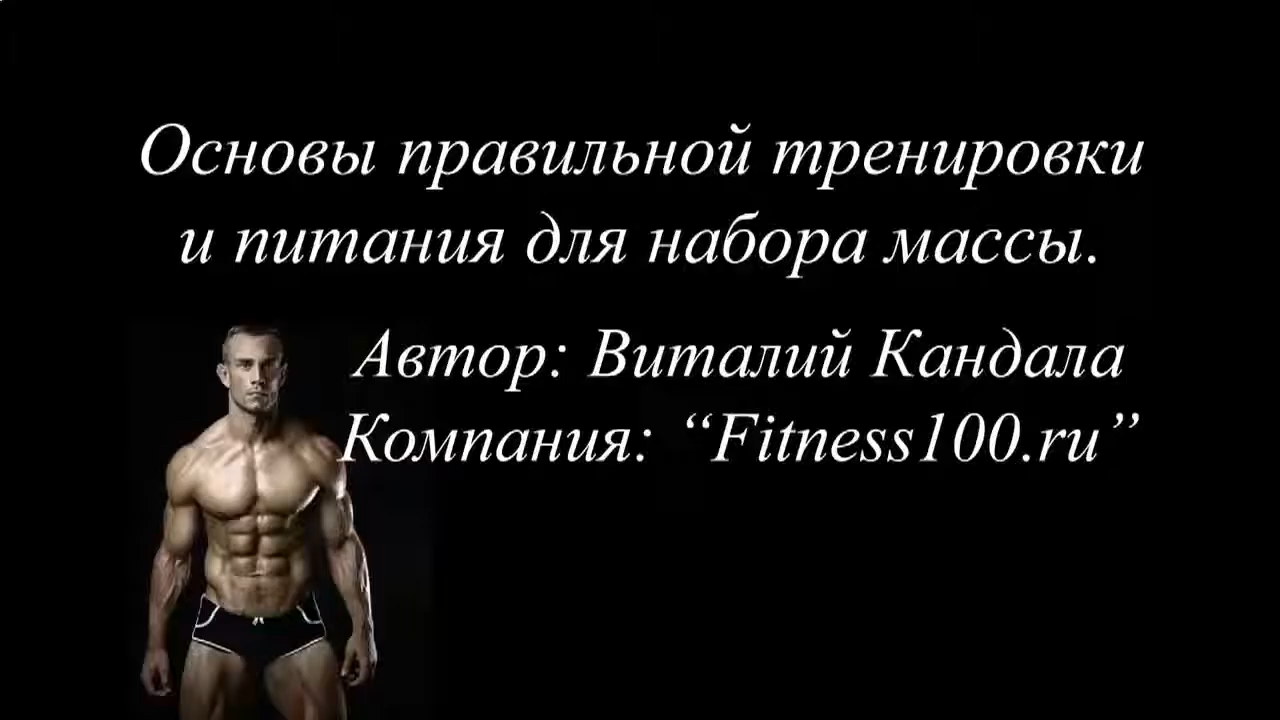 Основы правильной тренировки
и питания для набора массы.
Автор: Виталий Кандала
Компания: “Fitness100.ru”